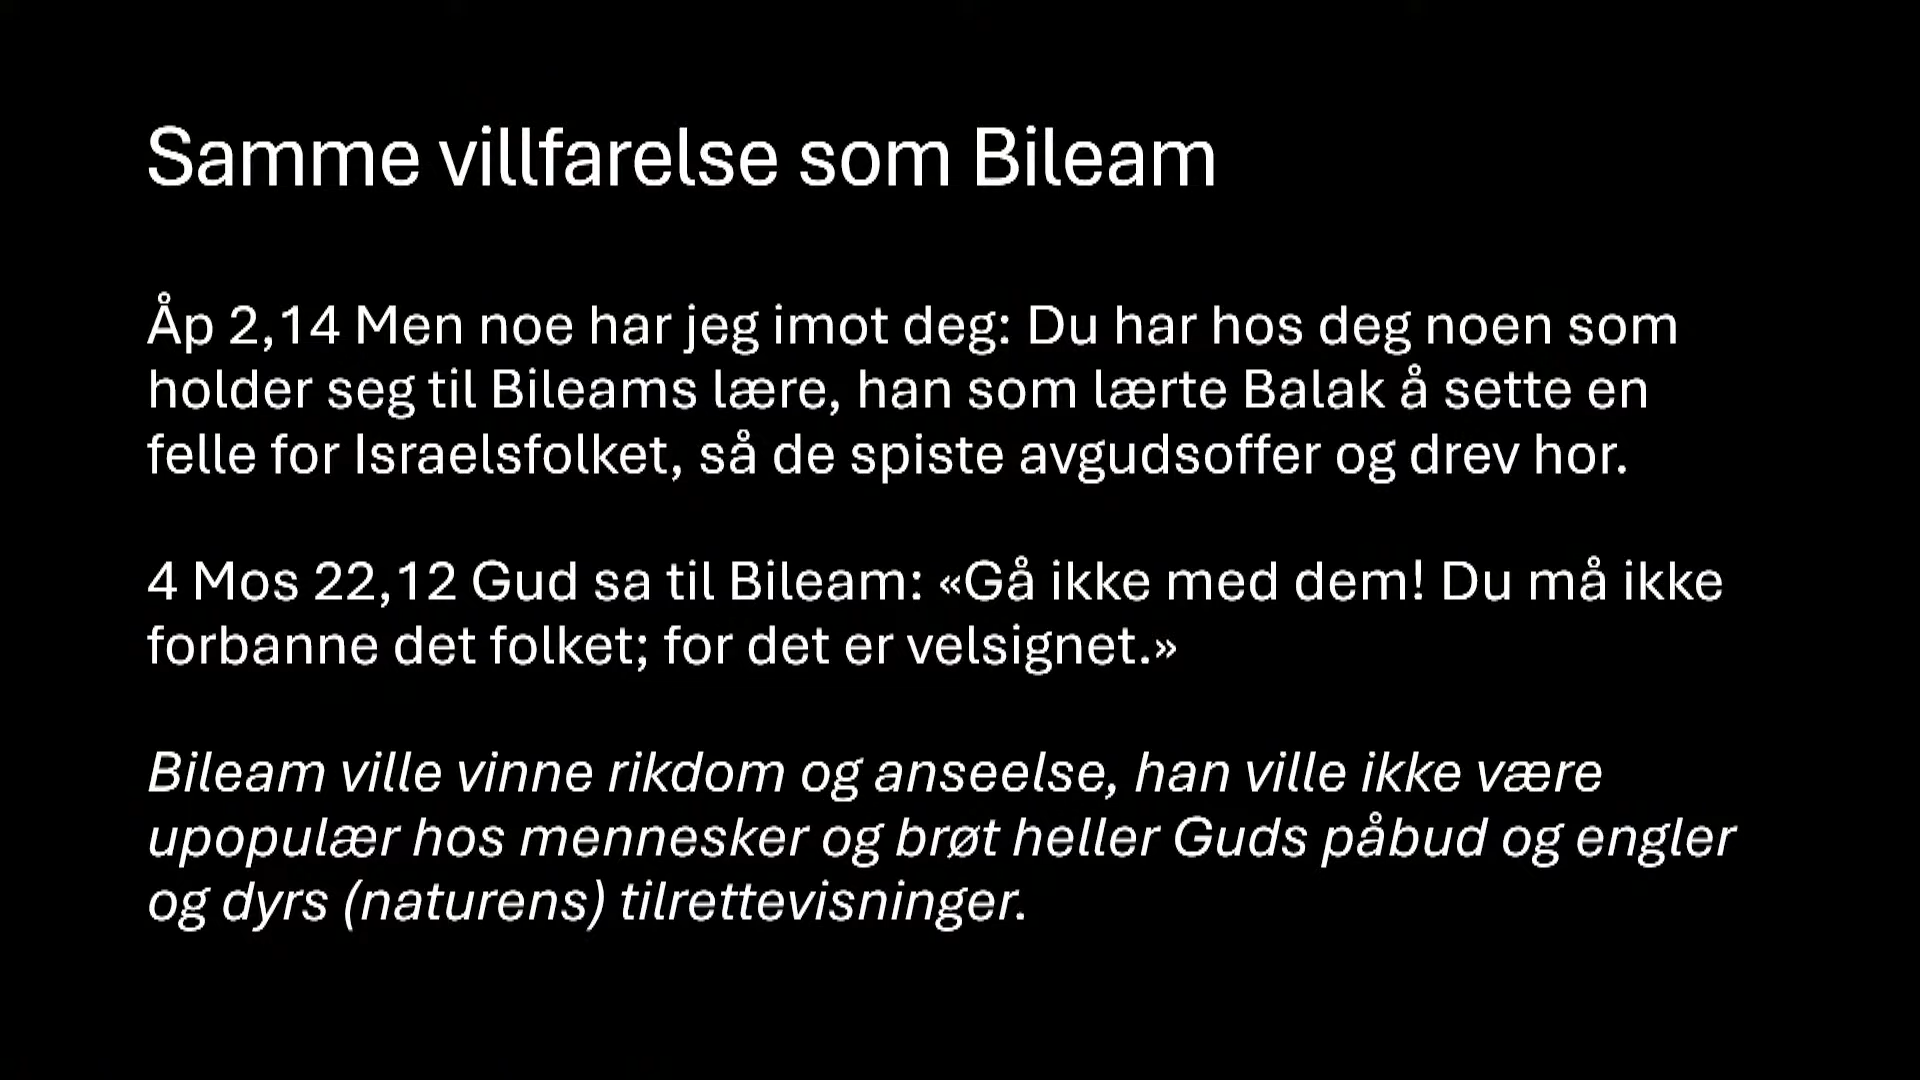 Samme villfarelse som Bileam
Åp 2,14 Men noe har jeg imot deg: Du har hos deg noen som
holder seg til Bileams lære, han som lærte Balak å sette en
felle for Israelsfolket, så de spiste avgudsoffer og drev hor.
4 Mos 22,12 Gud sa til Bileam: «Gå ikke med dem! Du må ikke
forbanne det folket; for det er velsignet.»
Bileam ville vinne rikdom og anseelse, han ville ikke være
upopulær hos mennesker og brøt heller Guds påbud og engler
og dyrs (naturens) tilrettevisninger.